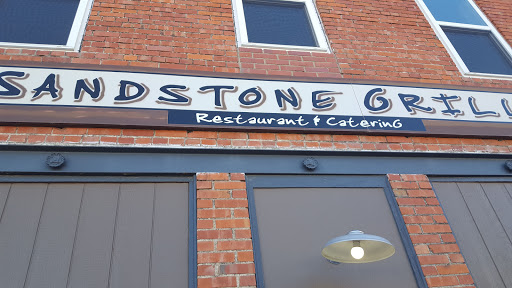 SANDSTONE GRILL
Restaurant & CaterinG